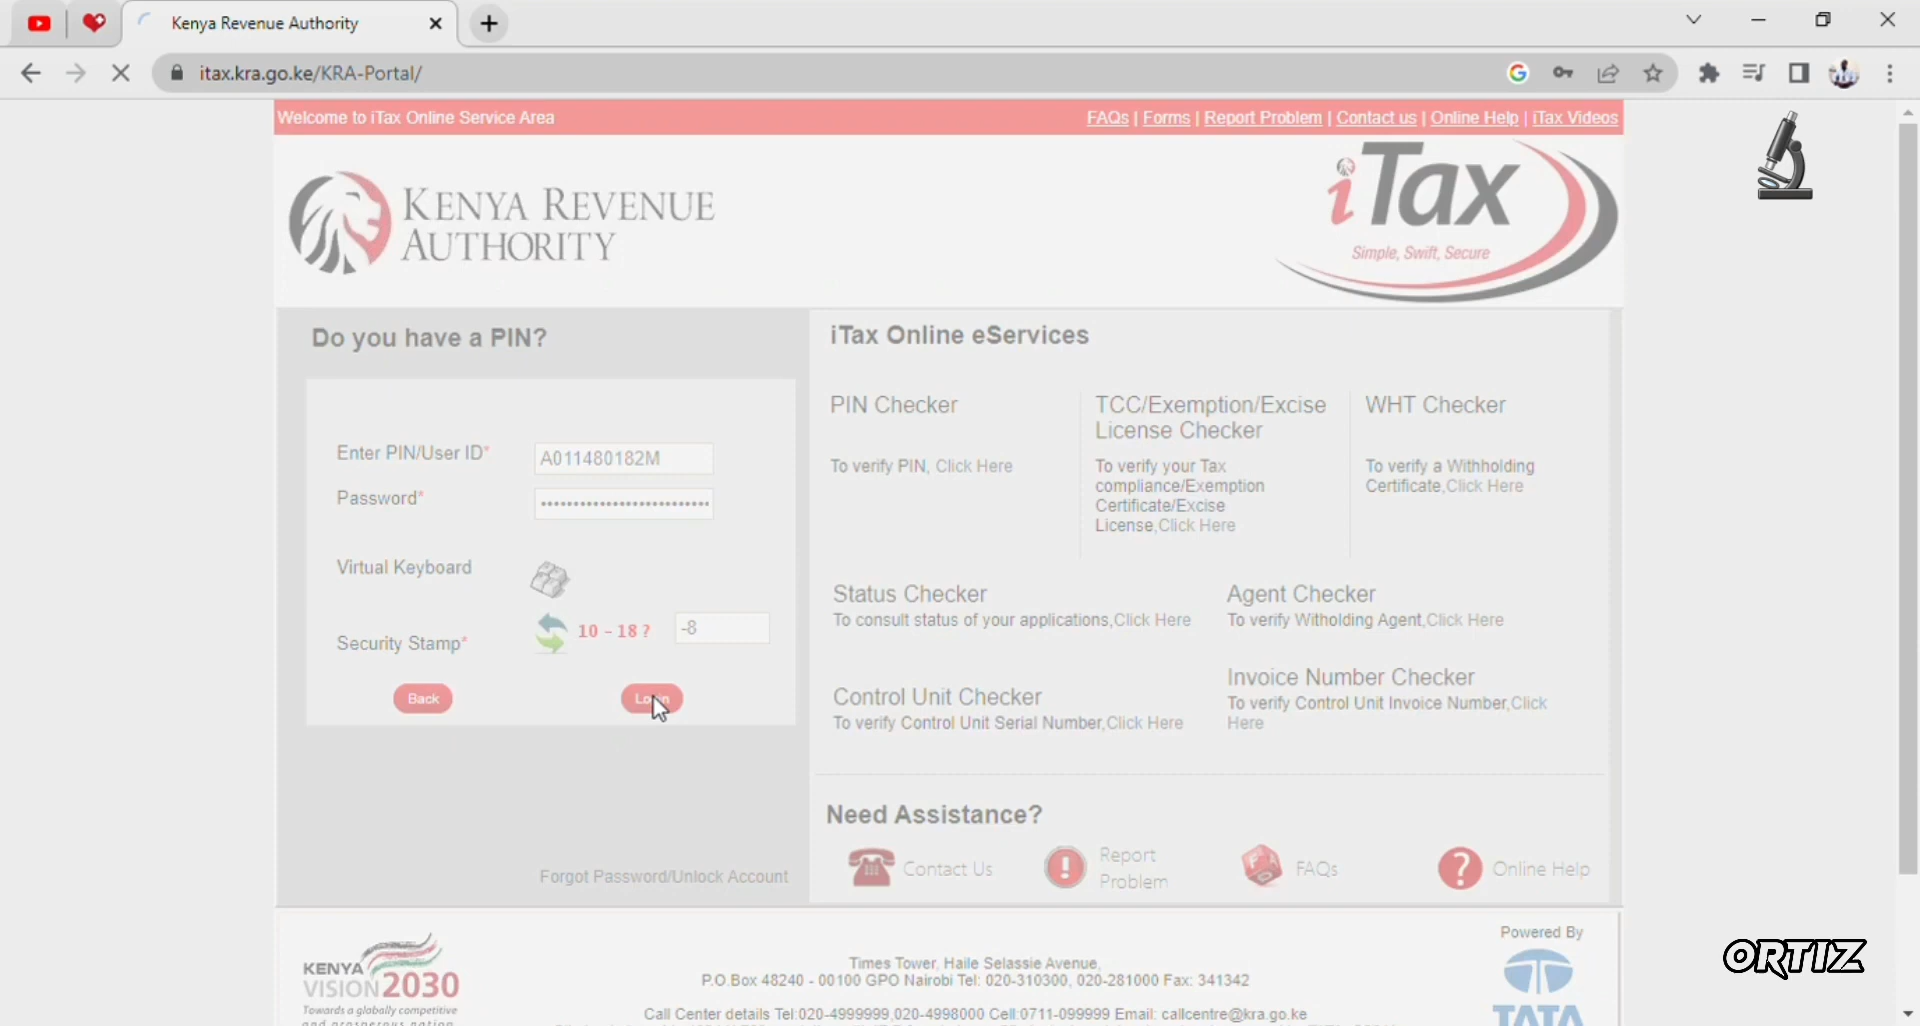 Kenya Revenue Authority
itax.kra.go.ke/KRA-Portal/
Welcome to iTax Online Service Area
FAQs | Forms | Report Problem | Contact us | Online Help | iTax Videos
KENYA REVENUE
AUTHORITY
iTax
Simple, Swift, Secure
Do you have a PIN?
Enter PIN/User ID* A011480182M
Password*
Virtual Keyboard
Security Stamp* 10 - 18 ? -8
Back Login
Forgot Password/Unlock Account
iTax Online eServices
PIN Checker
To verify PIN, Click Here
TCC/Exemption/Excise
License Checker
To verify your Tax
compliance/Exemption
Certificate/Excise
License,Click Here
WHT Checker
To verify a Withholding
Certificate,Click Here
Status Checker
To consult status of your applications,Click Here
Agent Checker
To verify Witholding Agent,Click Here
Control Unit Checker
To verify Control Unit Serial Number,Click Here
Invoice Number Checker
To verify Control Unit Invoice Number,Click
Here
Need Assistance?
Contact Us
Report
Problem
FAQs
Online Help
KENYA
VISION 2030
Towards a globally competitive
and prosperous nation
Times Tower, Haile Selassie Avenue,
P.O.Box 48240 - 00100 GPO Nairobi Tel: 020-310300, 020-281000 Fax: 341342
Call Center details Tel:020-4999999,020-4998000 Cell:0711-099999 Email: callcentre@kra.go.ke
Powered By
TATA
ORTIZ